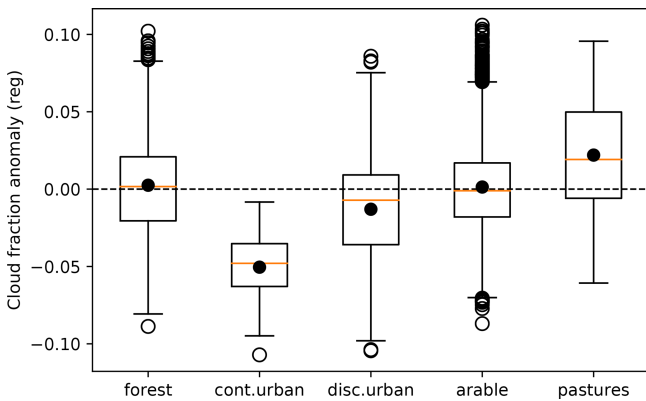 Cloud fraction anomaly (reg)
0.10
0.05
0.00
−0.05
−0.10
forest cont.urban disc.urban arable pastures